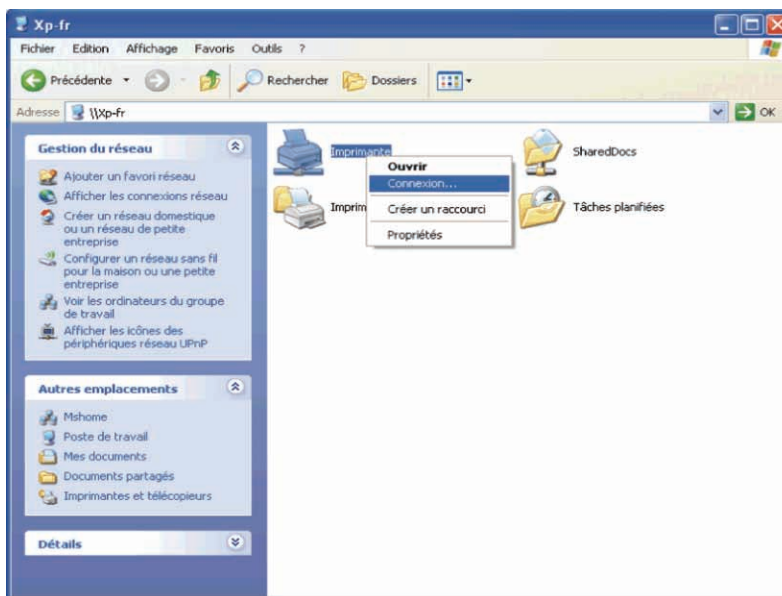 Xp-fr
Fichier Edition Affichage Favoris Outils ?
Précédente Rechercher Dossiers
Adresse \\Xp-fr OK
Gestion du réseau
Ajouter un favori réseau
Afficher les connexions réseau
Créer un réseau domestique
ou un réseau de petite
entreprise
Configurer un réseau sans fil
pour la maison ou une petite
entreprise
Voir les ordinateurs du groupe
de travail
Afficher les icônes des
périphériques réseau UPnP
Autres emplacements
Mshome
Poste de travail
Mes documents
Documents partagés
Imprimantes et télécopieurs
Détails
Imprimante
Imprim
Ouvrir
Connexion...
Créer un raccourci
Propriétés
SharedDocs
Tâches planifiées